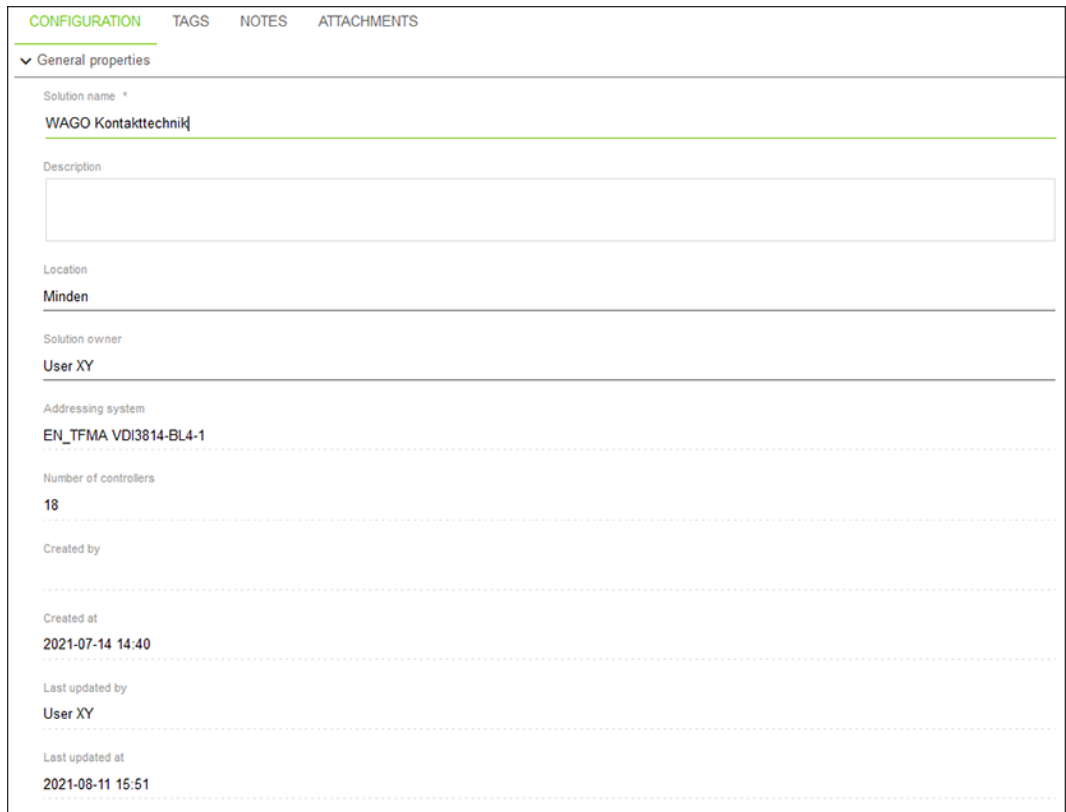 CONFIGURATION TAGS NOTES ATTACHMENTS
General properties
Solution name *
WAGO Kontakttechnik
Description
Location
Minden
Solution owner
User XY
Addressing system
EN_TFMA VDI3814-BL4-1
Number of controllers
18
Created by
Created at
2021-07-14 14:40
Last updated by
User XY
Last updated at
2021-08-11 15:51